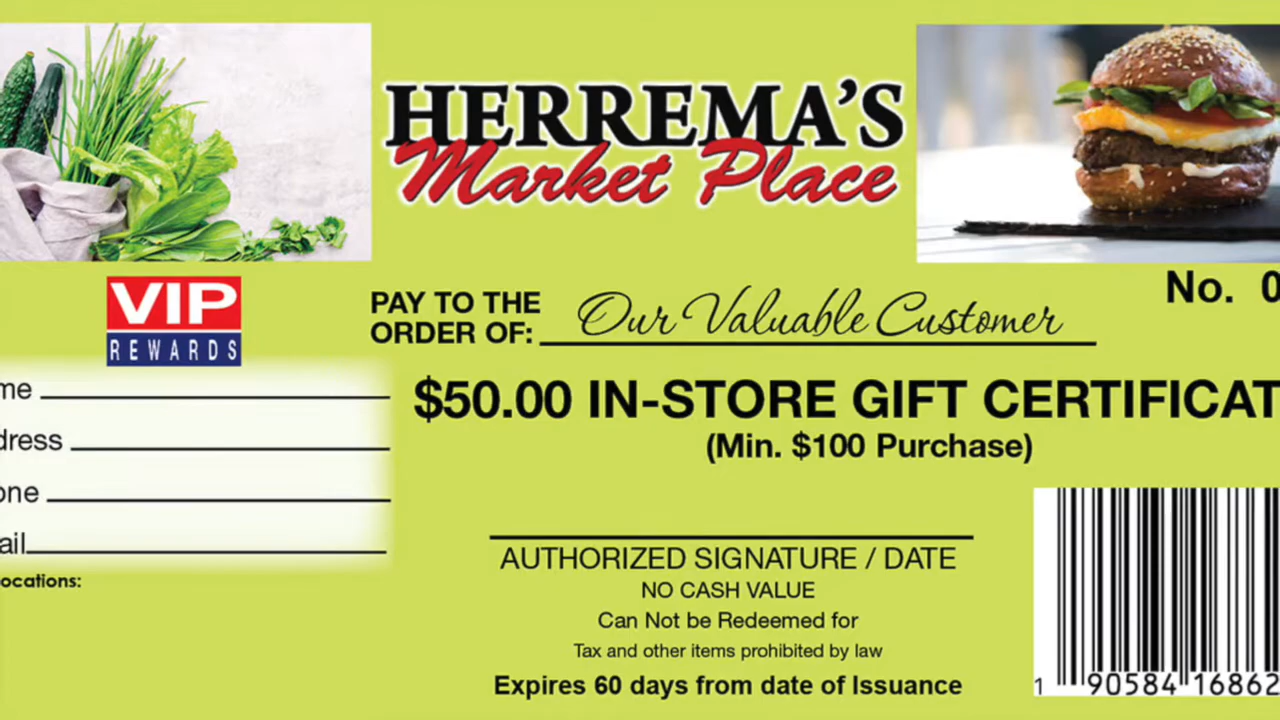 HERREMA'S
Market Place
No. 0
VIP
REWARDS
PAY TO THE
ORDER OF: Our Valuable Customer
me
dress
one
ail
ocations:
$50.00 IN-STORE GIFT CERTIFICAT
(Min. $100 Purchase)
AUTHORIZED SIGNATURE / DATE
NO CASH VALUE
Can Not be Redeemed for
Tax and other items prohibited by law
Expires 60 days from date of Issuance
1 90584 16862